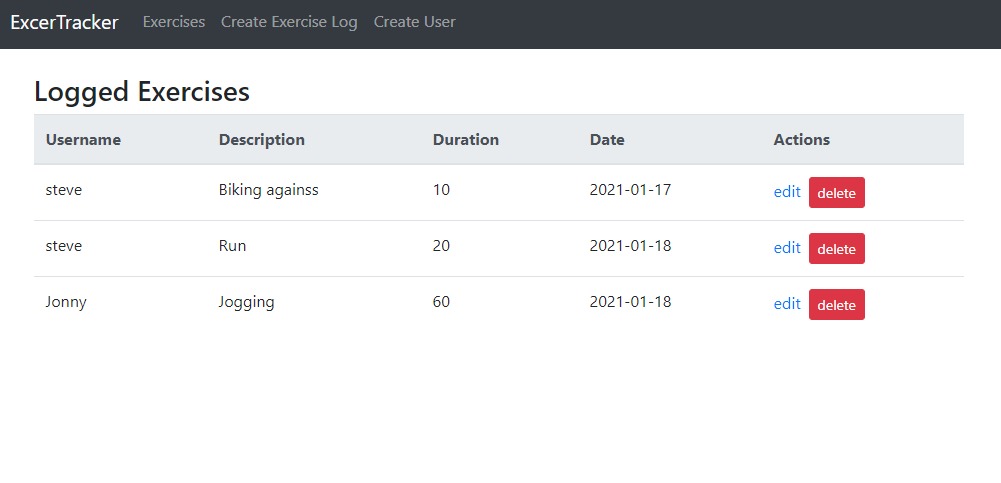 ExcerTracker Exercises Create Exercise Log Create User
Logged Exercises
Username Description Duration Date Actions
steve Biking againss 10 2021-01-17 edit delete
steve Run 20 2021-01-18 edit delete
Jonny Jogging 60 2021-01-18 edit delete